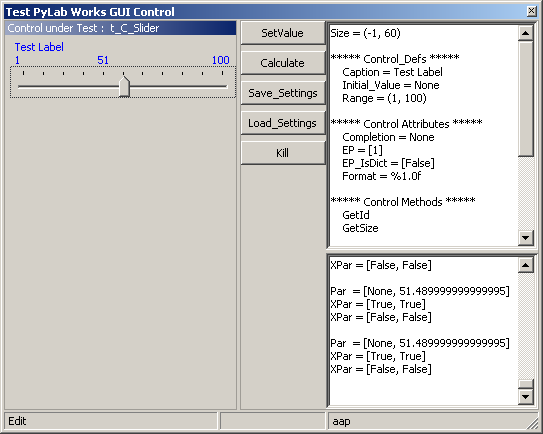 Test PyLab Works GUI Control
Control under Test : t_C_Slider
Test Label
1 51 100
SetValue
Calculate
Save_Settings
Load_Settings
Kill
Size = (-1, 60)
***** Control_Defs *****
Caption = Test Label
Initial_Value = None
Range = (1, 100)
***** Control Attributes *****
Completion = None
EP = [1]
EP_IsDict = [False]
Format = %1.0f
***** Control Methods *****
GetId
GetSize
XPar = [False, False]
Par = [None, 51.489999999999995]
XPar = [True, True]
XPar = [False, False]
Par = [None, 51.489999999999995]
XPar = [True, True]
XPar = [False, False]
Edit
aap